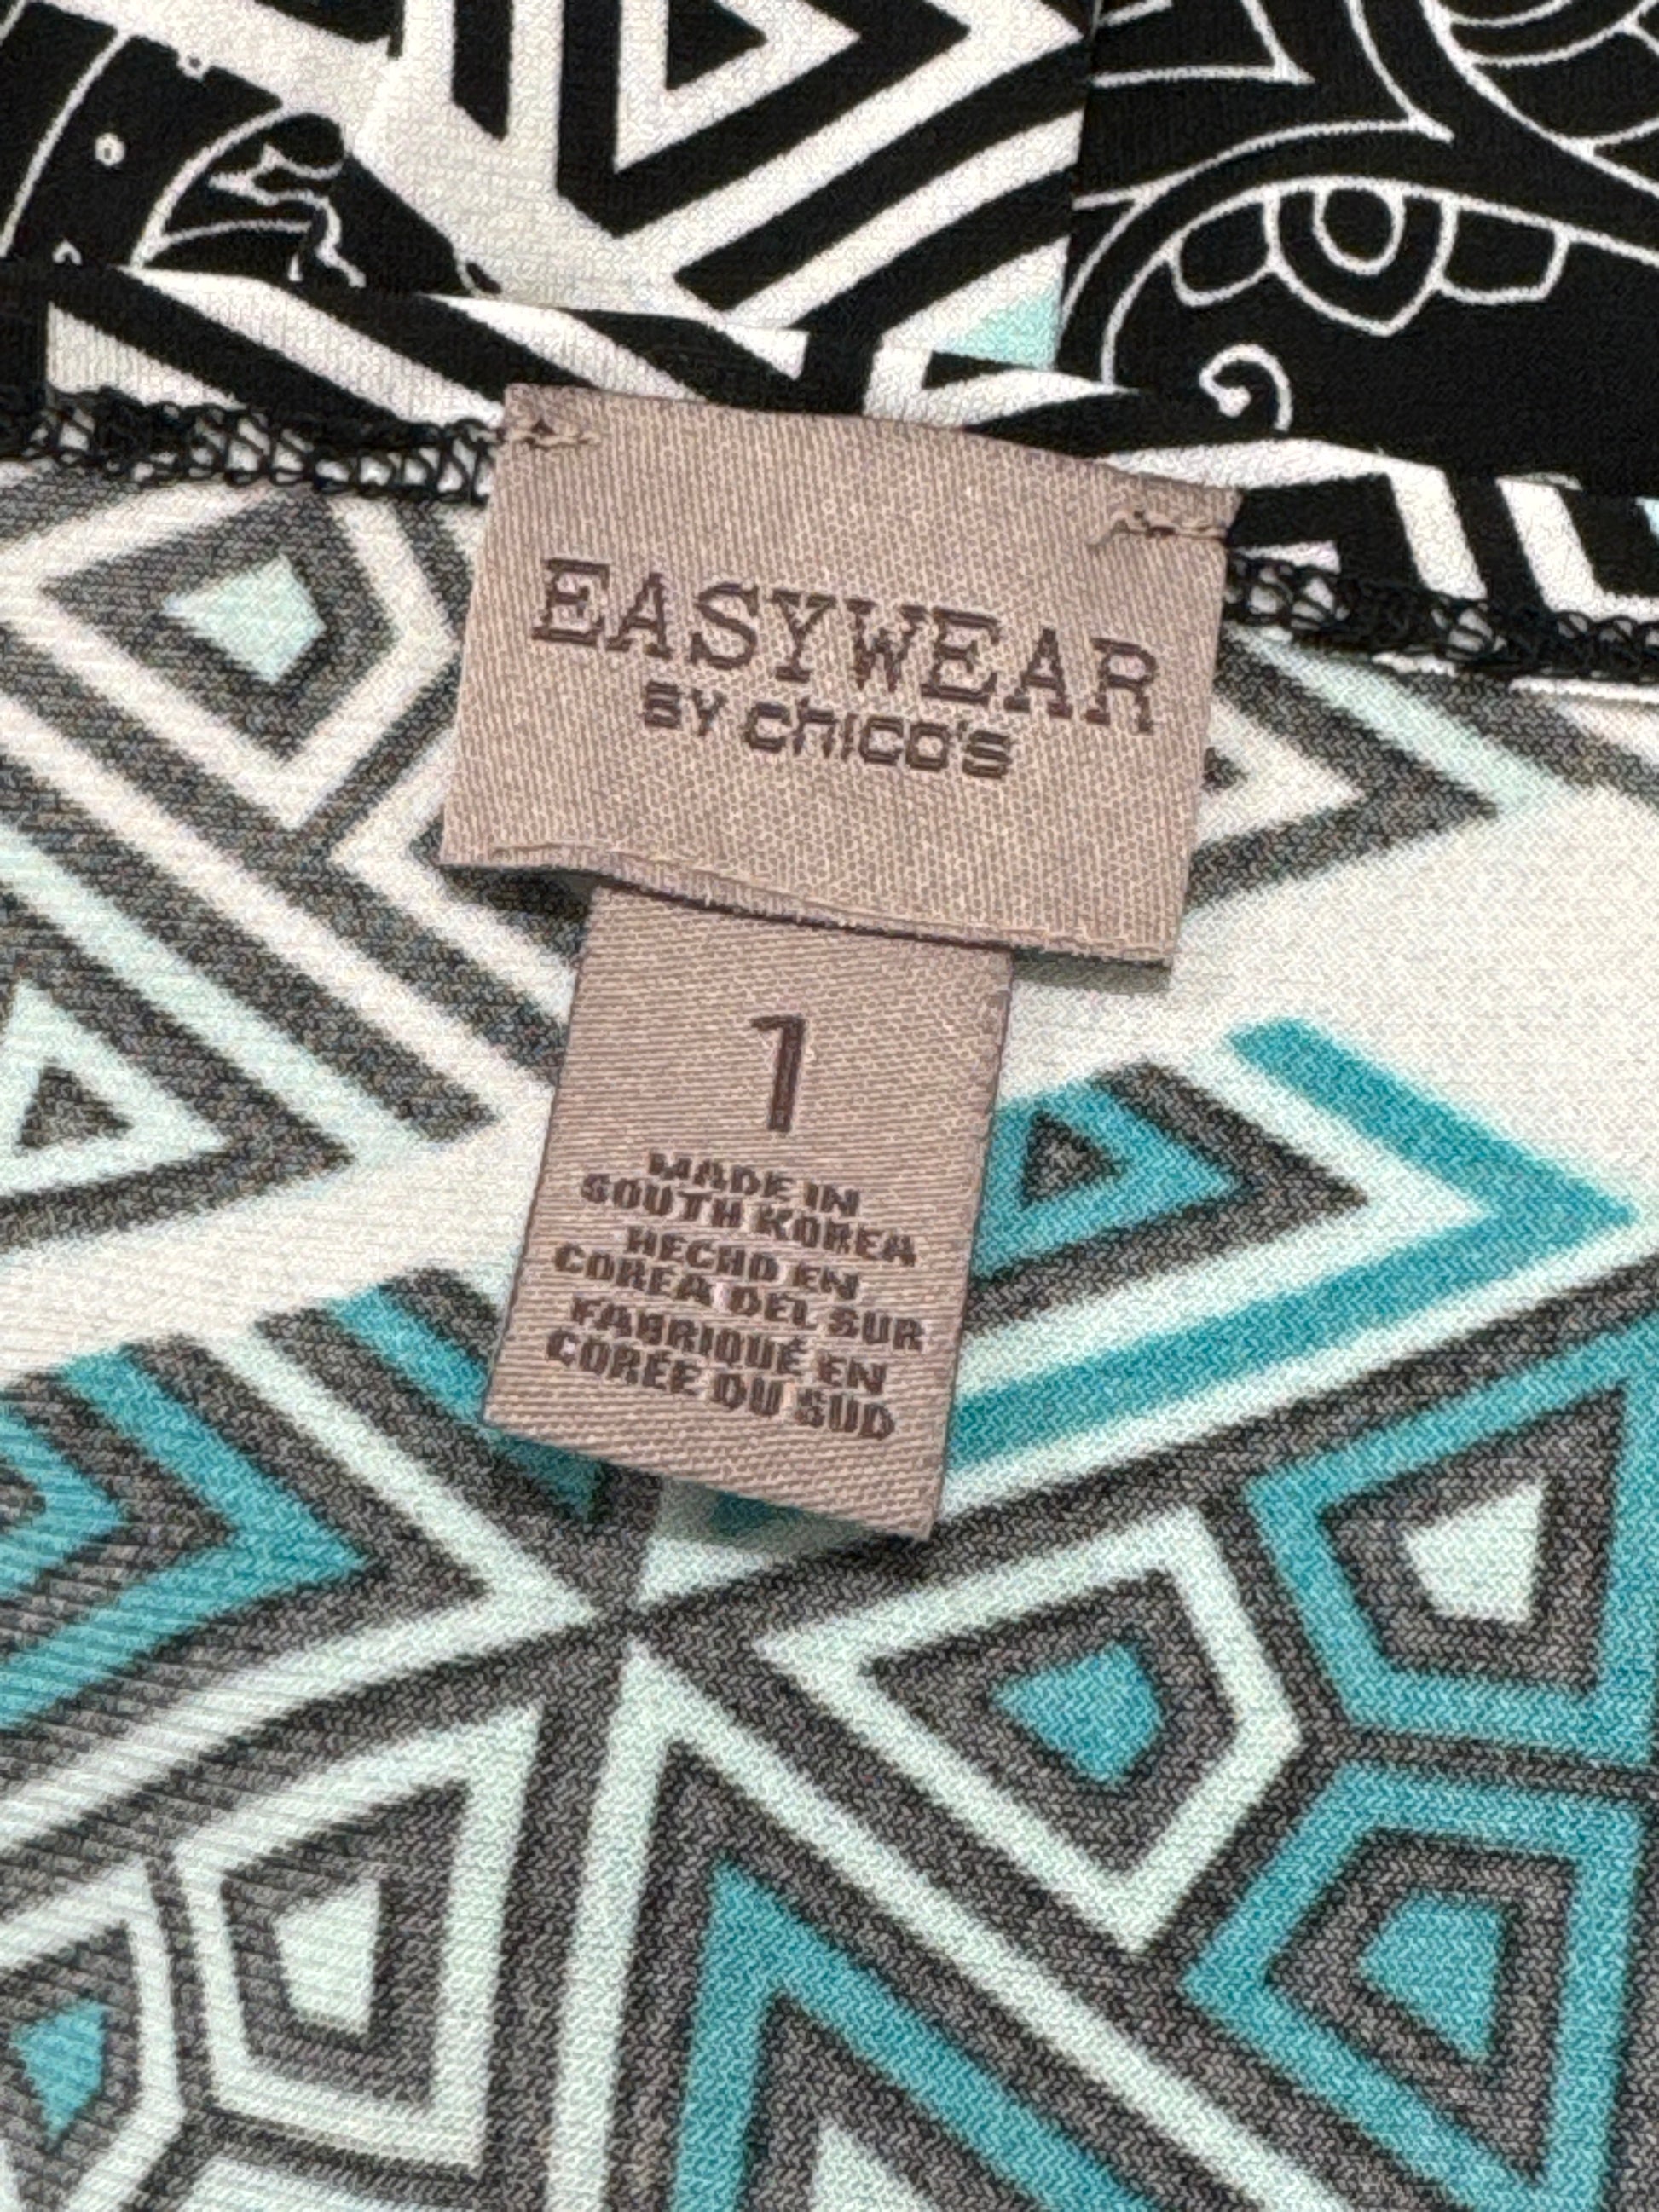 EASYWEAR
BY chico's
1
MADE IN
SOUTH KOREA
HECHO EN
COREA DEL SUR
FABRIQUÉ EN
CORÉE DU SUD